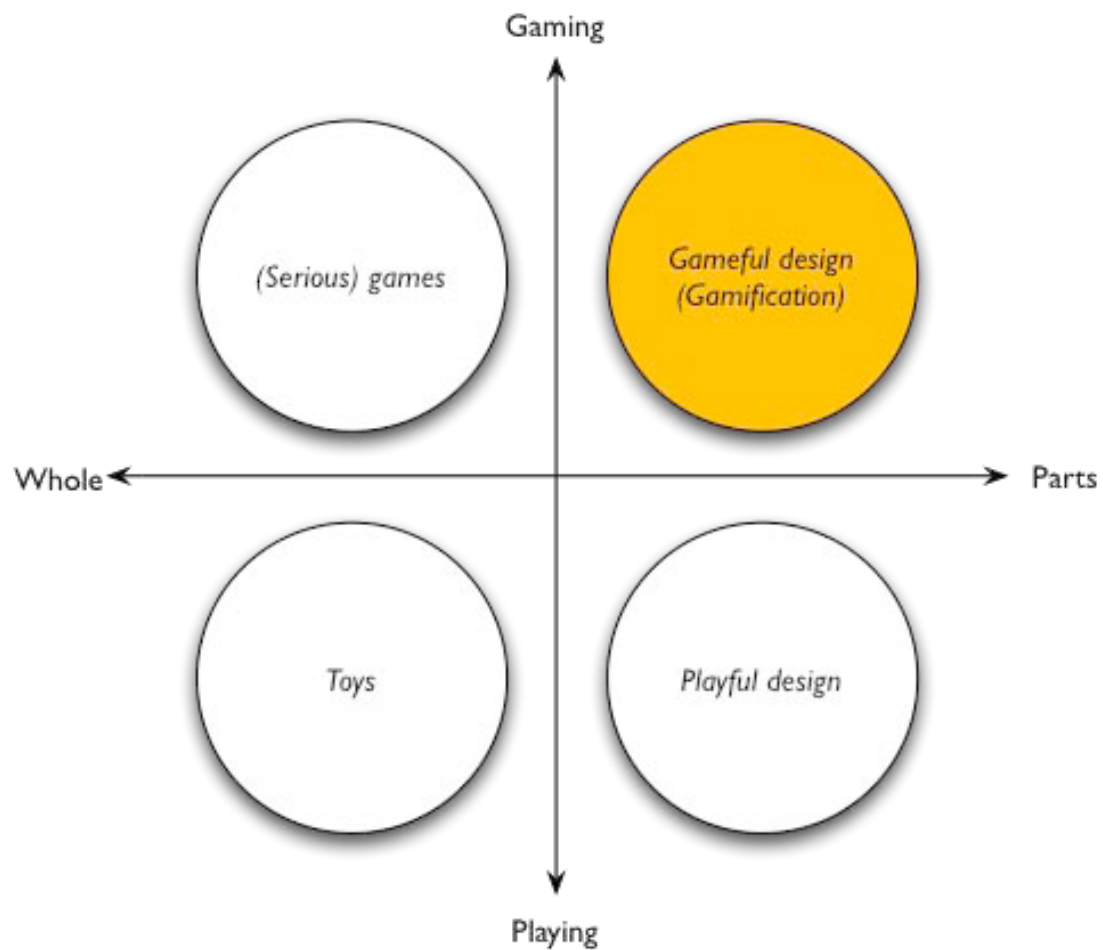 Gaming
(Serious) games
Gameful design
(Gamification)
Whole
Parts
Toys
Playful design
Playing